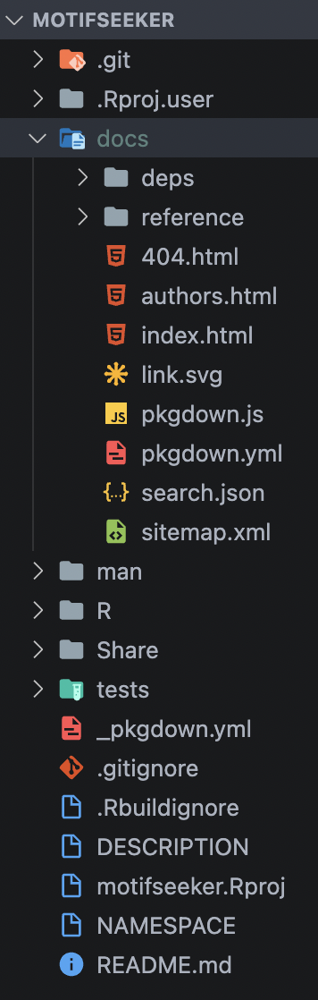 MOTIFSEEKER
.git
.Rproj.user
docs
deps
reference
404.html
authors.html
index.html
link.svg
JS pkgdown.js
pkgdown.yml
{..} search.json
sitemap.xml
man
R
Share
tests
_pkgdown.yml
.gitignore
.Rbuildignore
DESCRIPTION
motifseeker.Rproj
NAMESPACE
README.md